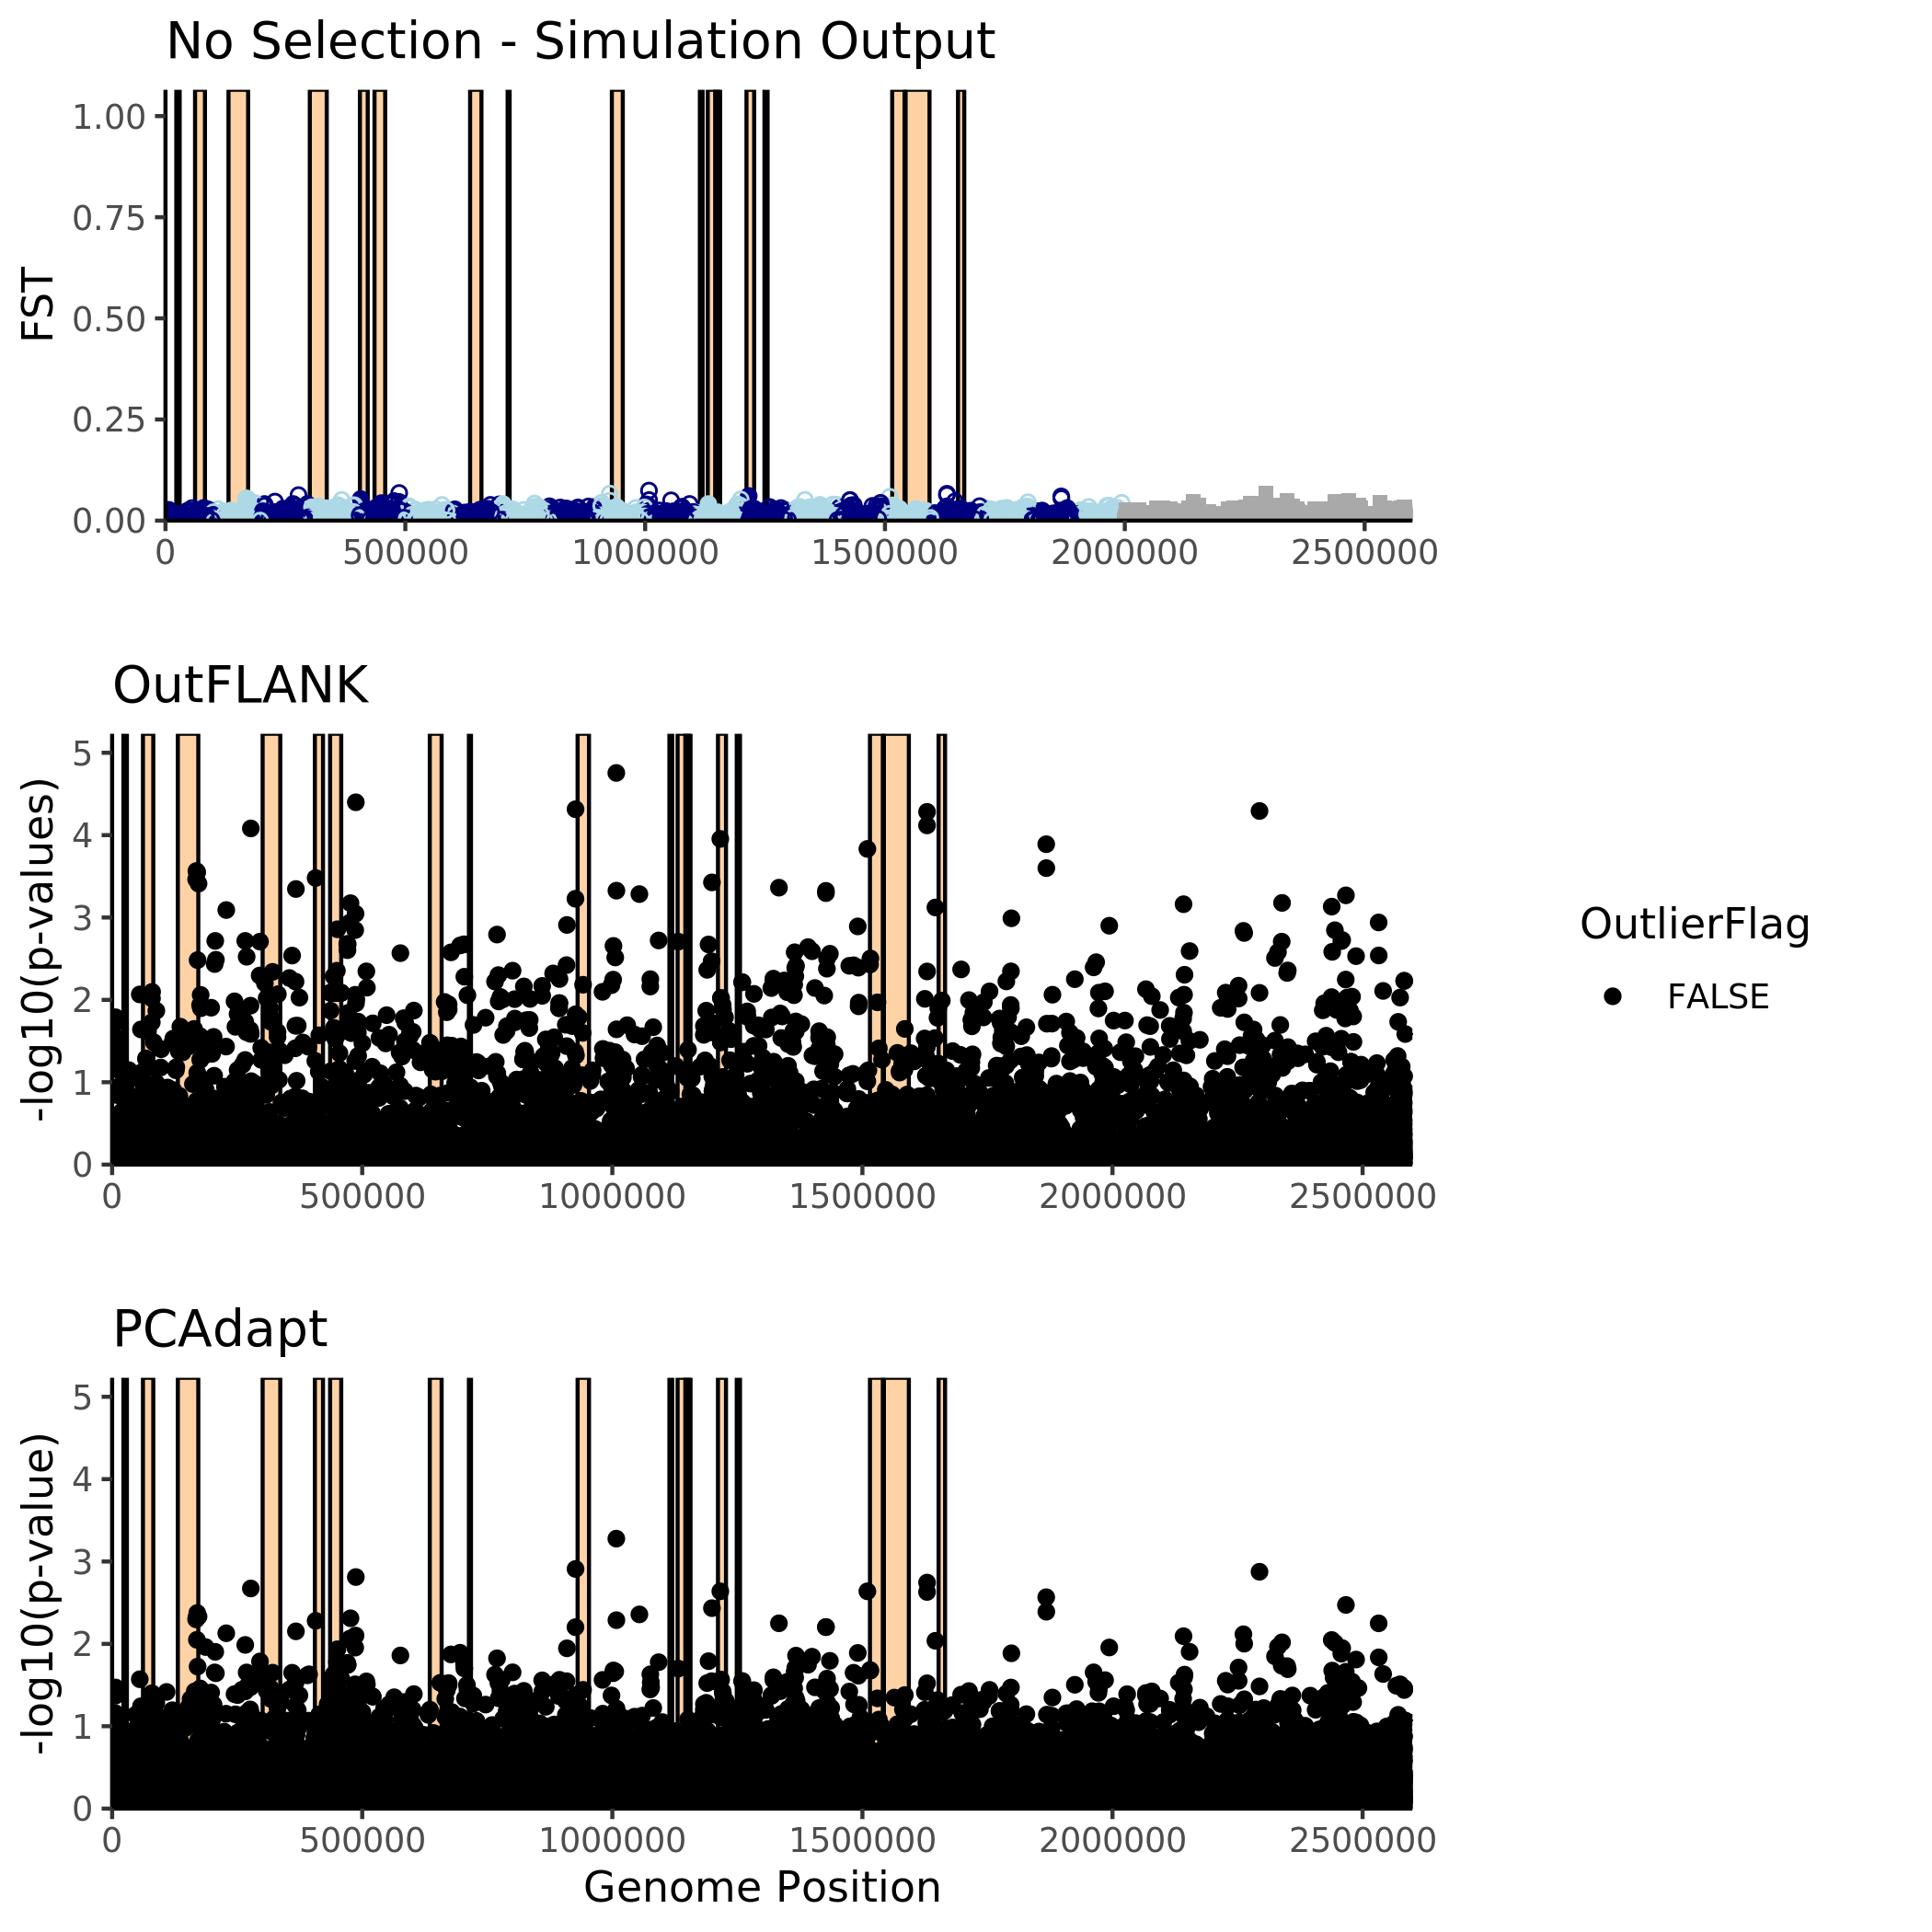 No Selection - Simulation Output
1.00
0.75
0.50
0.25
0.00
FST
0 500000 1000000 1500000 2000000 2500000
OutFLANK
5
4
3
2
1
0
-log10(p-values)
0 500000 1000000 1500000 2000000 2500000
OutlierFlag
FALSE
PCAdapt
5
4
3
2
1
0
-log10(p-value)
0 500000 1000000 1500000 2000000 2500000
Genome Position